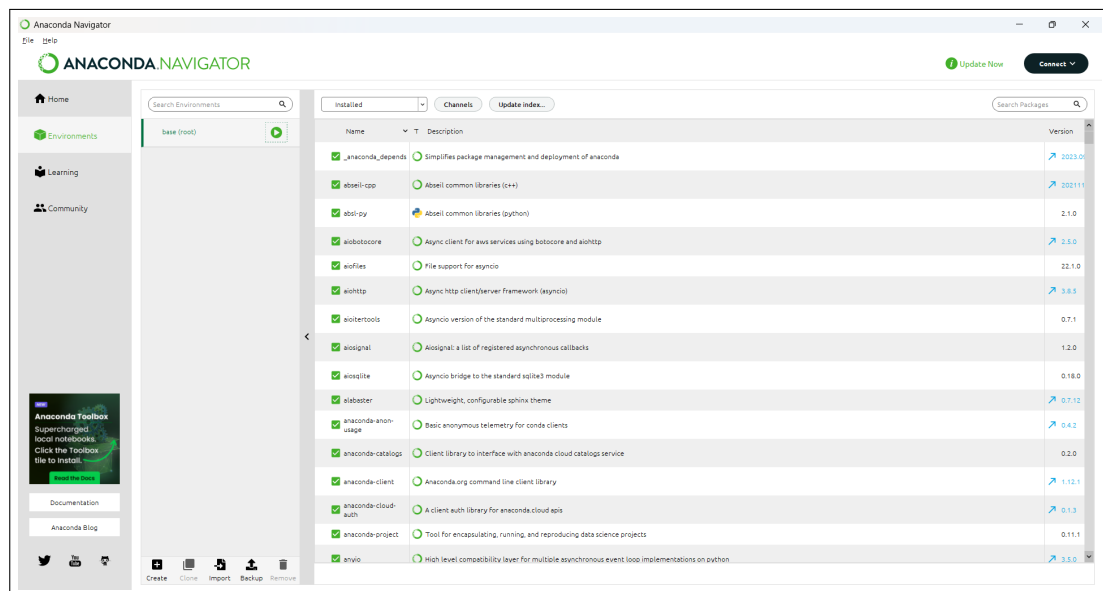 Anaconda Navigator
File Help
ANACONDA.NAVIGATOR
Update Now
Connect
Home
Environments
Learning
Community
NEW
Anaconda Toolbox
Supercharged
local notebooks.
Click the Toolbox
tile to Install.
Read the Docs
Documentation
Anaconda Blog
You
Tube
Search Environments
base (root)
Create Clone Import Backup Remove
Installed Channels Update index... Search Packages
Name T Description Version
_anaconda_depends Simplifies package management and deployment of anaconda 2023.09
abseil-cpp Abseil common libraries (c++) 202111
absl-py Abseil common libraries (python) 2.1.0
aiobotocore Async client for aws services using botocore and aiohttp 2.5.0
aiofiles File support for asyncio 22.1.0
aiohttp Async http client/server framework (asyncio) 3.8.5
aioitertools Asyncio version of the standard multiprocessing module 0.7.1
aiosignal Aiosignal: a list of registered asynchronous callbacks 1.2.0
aiosqlite Asyncio bridge to the standard sqlite3 module 0.18.0
alabaster Lightweight, configurable sphinx theme 0.7.12
anaconda-anon-
usage Basic anonymous telemetry for conda clients 0.4.2
anaconda-catalogs Client library to interface with anaconda cloud catalogs service 0.2.0
anaconda-client Anaconda.org command line client library 1.12.1
anaconda-cloud-
auth A client auth library for anaconda.cloud apis 0.1.3
anaconda-project Tool for encapsulating, running, and reproducing data science projects 0.11.1
anyio High level compatibility layer for multiple asynchronous event loop implementations on python 3.5.0